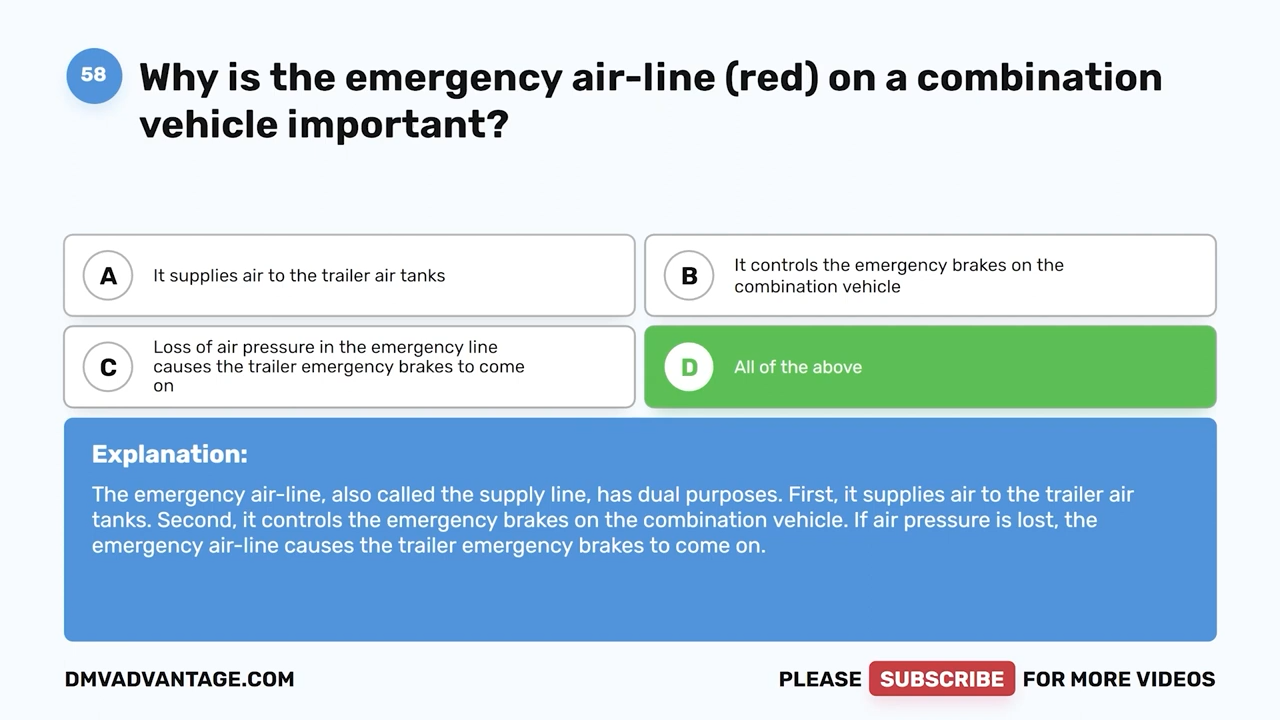 58
Why is the emergency air-line (red) on a combination
vehicle important?
A
It supplies air to the trailer air tanks
B
It controls the emergency brakes on the
combination vehicle
C
Loss of air pressure in the emergency line
causes the trailer emergency brakes to come
on
D
All of the above
Explanation:
The emergency air-line, also called the supply line, has dual purposes. First, it supplies air to the trailer air
tanks. Second, it controls the emergency brakes on the combination vehicle. If air pressure is lost, the
emergency air-line causes the trailer emergency brakes to come on.
DMVADVANTAGE.COM
PLEASE SUBSCRIBE FOR MORE VIDEOS